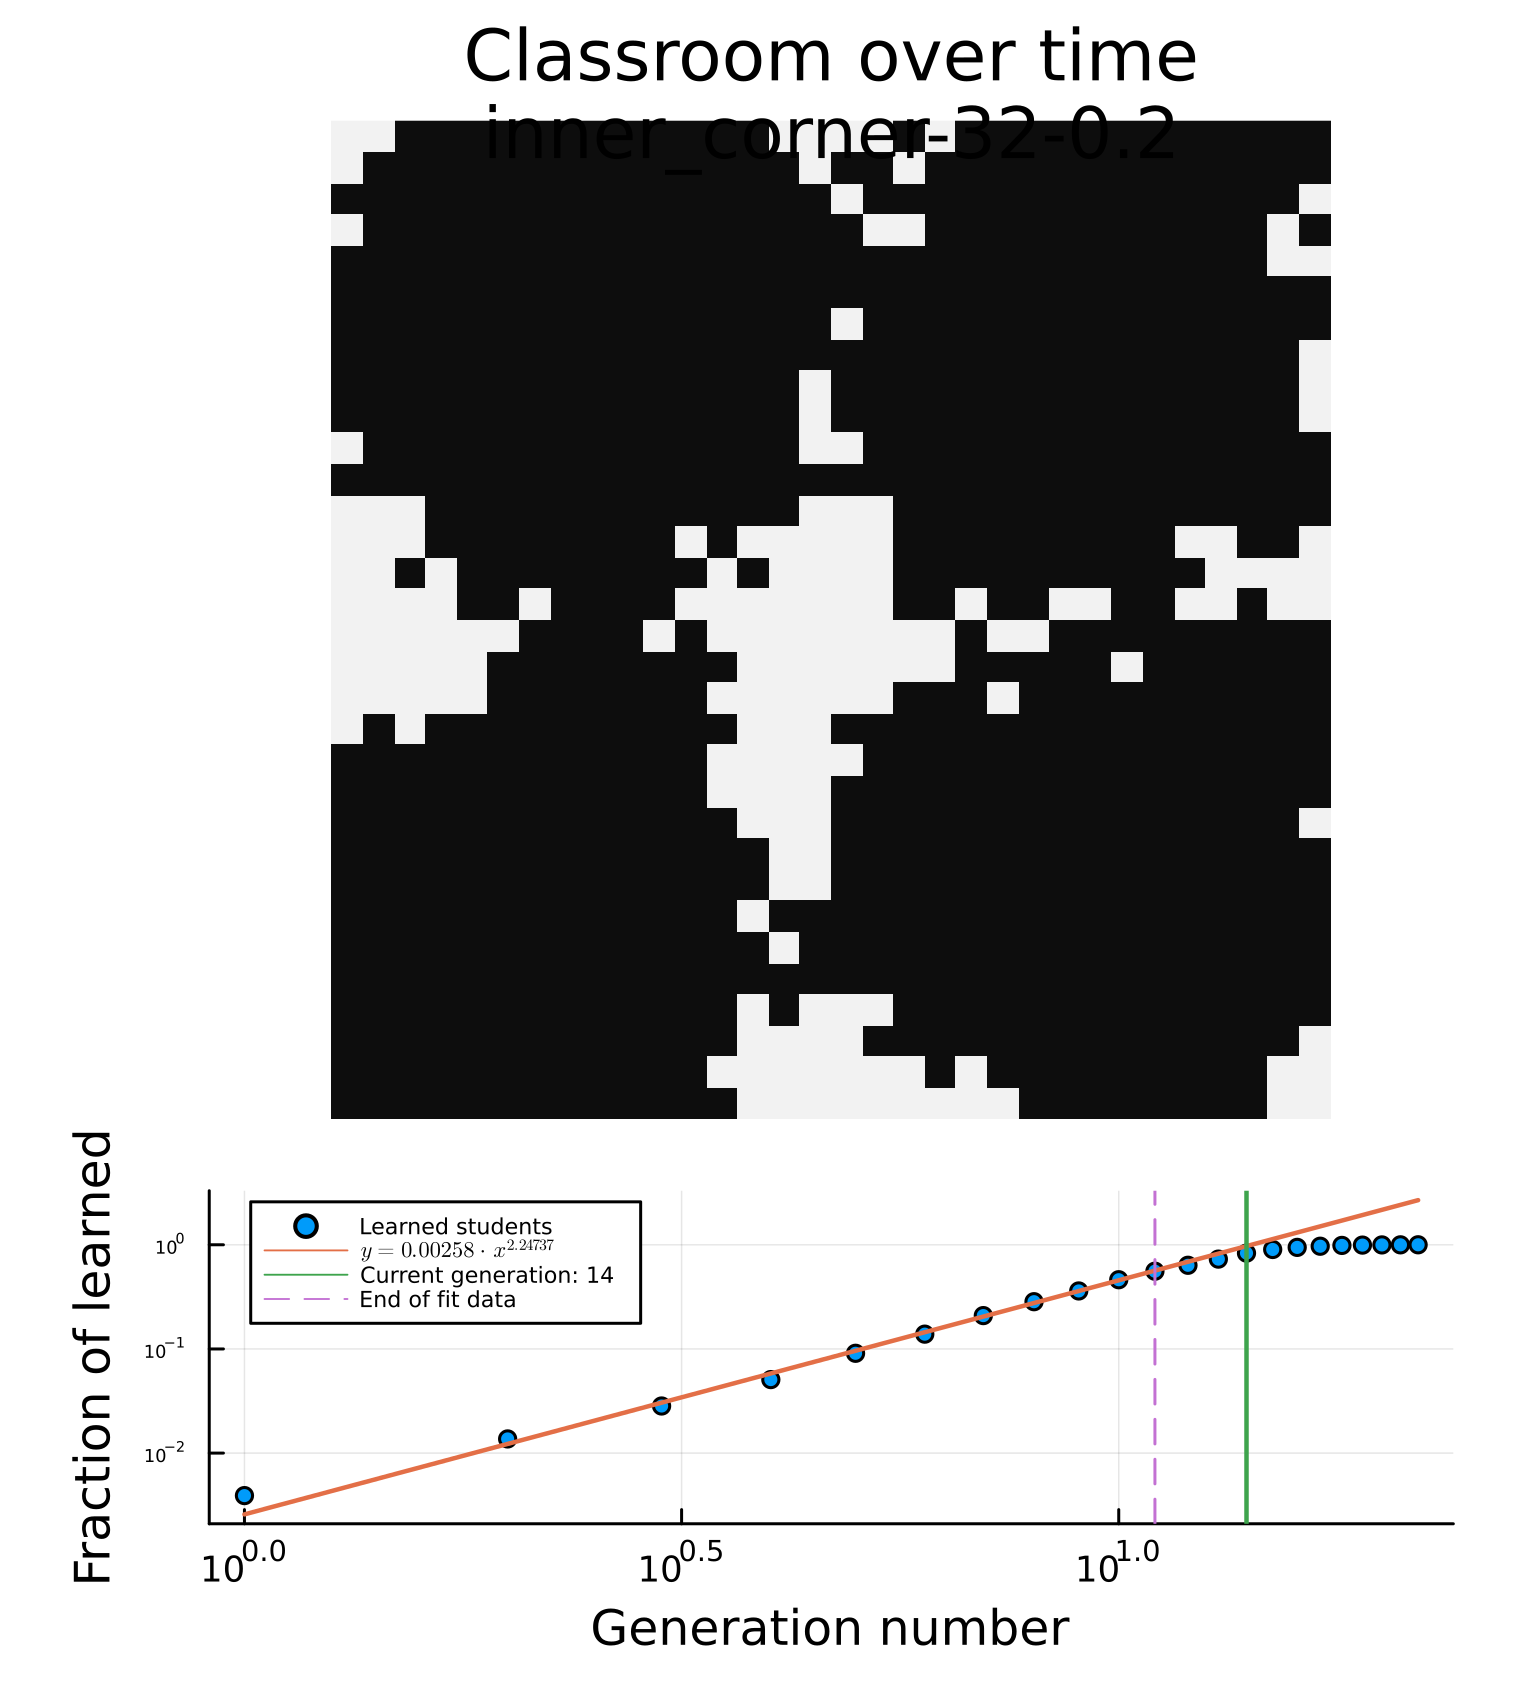 Classroom over time
inner_corner-32-0.2
Fraction of learned
10^0
10^−1
10^−2
Learned students
y = 0.00258 · x^2.24737
Current generation: 14
End of fit data
10^0.0
10^0.5
10^1.0
Generation number